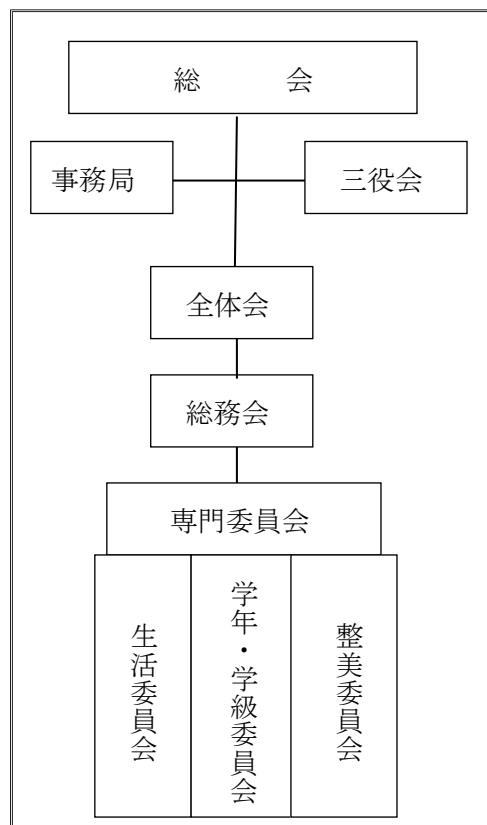 総　　　会
事務局
三役会
全体会
総務会
専門委員会
生活委員会
学年・学級委員会
整美委員会